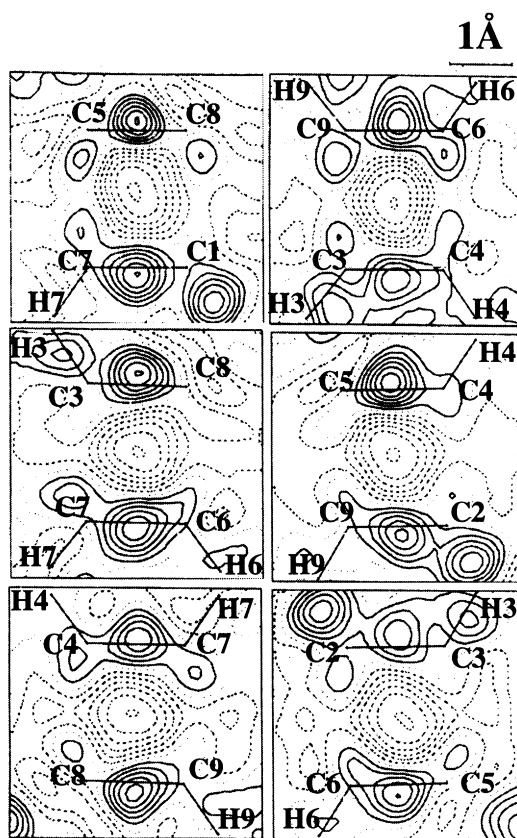 1Å
C5 C8
C7 C1
H7
H9 H6
C9 C6
C3 C4
H3 H4
H3 C8
C3
C7 C6
H7 H6
H4
C5 C4
C9 C2
H9
H4 H7
C4 C7
C8 C9
H9
H3
C2 C3
C6 C5
H6